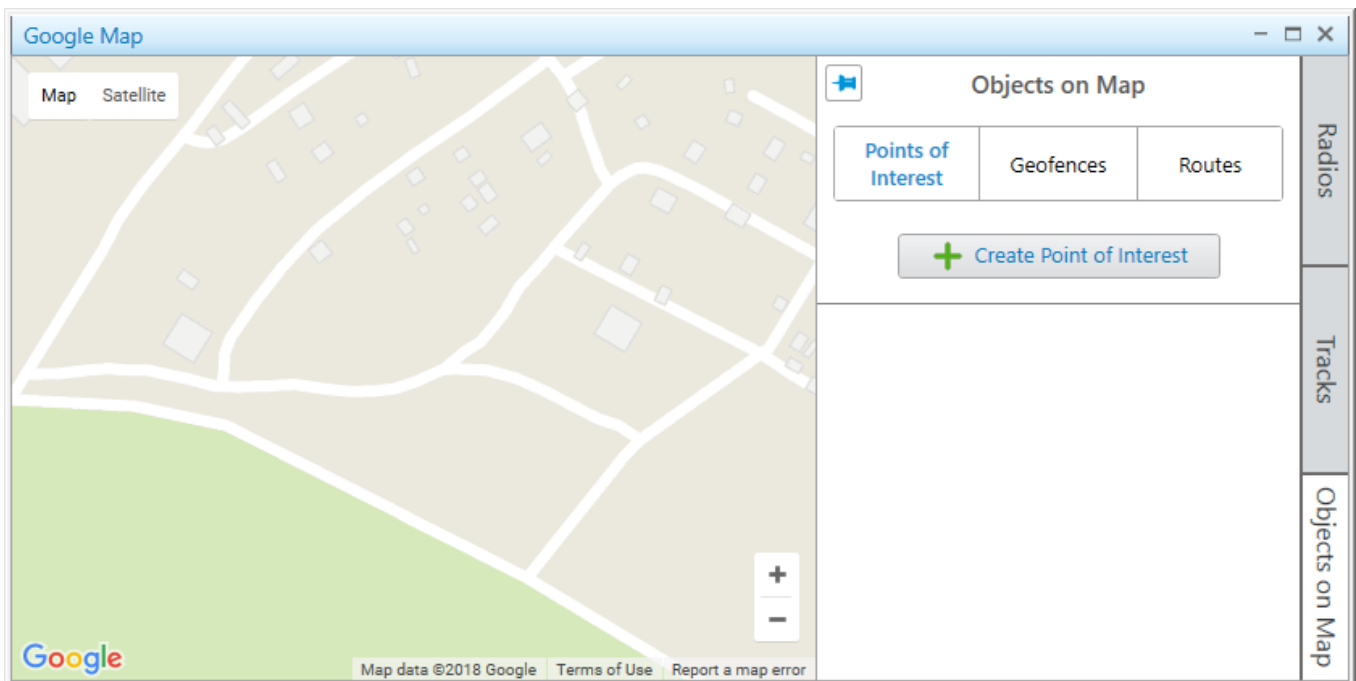 Google Map
Map Satellite
Objects on Map
Points of
Interest
Geofences
Routes
Create Point of Interest
Radios
Tracks
Objects on Map
Google
Map data ©2018 Google
Terms of Use
Report a map error